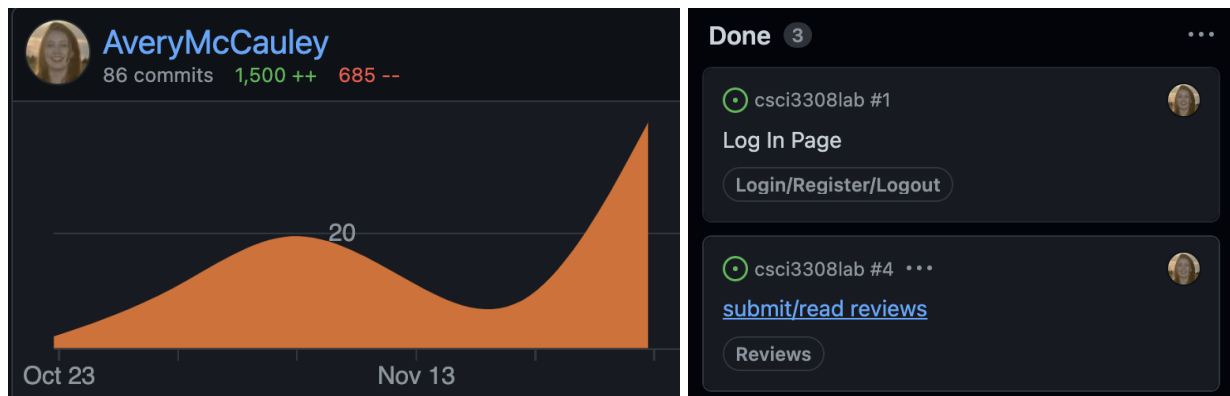 AveryMcCauley
86 commits 1,500 ++ 685 --
20
Oct 23 Nov 13
Done 3
csci3308lab #1
Log In Page
Login/Register/Logout
csci3308lab #4
submit/read reviews
Reviews